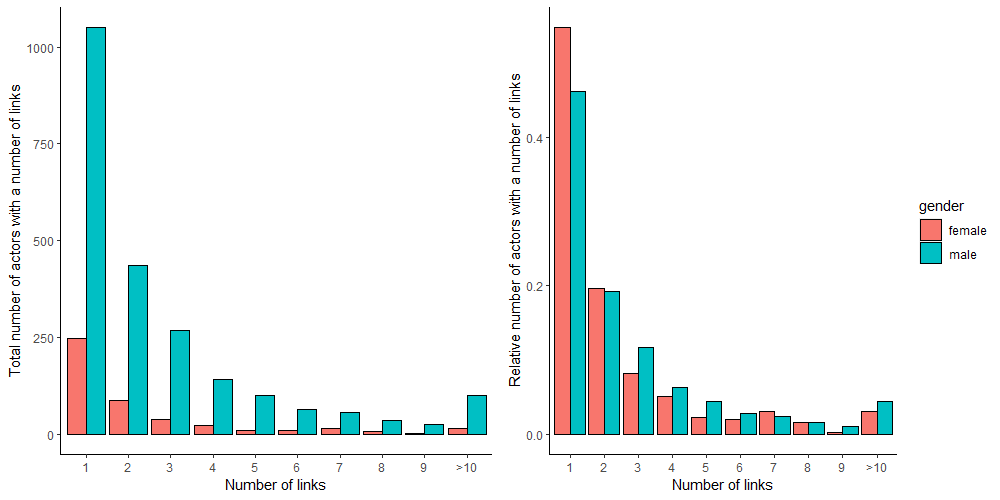 Total number of actors with a number of links
1000
750
500
250
0
1 2 3 4 5 6 7 8 9 >10
Number of links
Relative number of actors with a number of links
0.4
0.2
0.0
1 2 3 4 5 6 7 8 9 >10
Number of links
gender
female
male